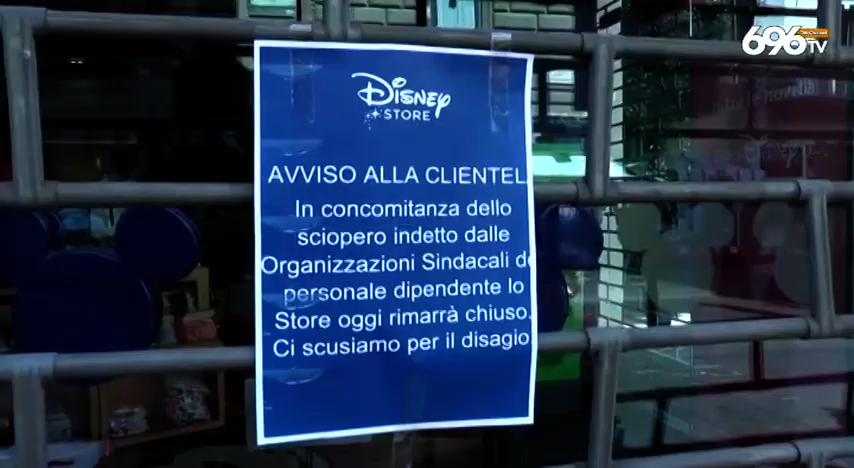 696 TV
Disney
STORE
AVVISO ALLA CLIENTEL
In concomitanza dello
sciopero indetto dalle
Organizzazioni Sindacali de
personale dipendente lo
Store oggi rimarrà chiuso.
Ci scusiamo per il disagio